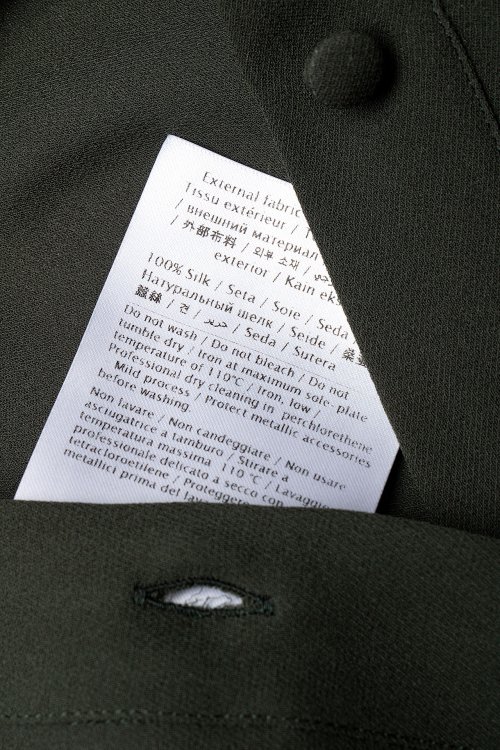 External fabric
Tissu extérieur /
/ внешний материал
/ 外部布料 / 외부 소재 /
exterior / Kain eks
100% Silk / Seta / Soie / Seda
Натуральный шелк / Seide /
/ 견 / حرير / Seda / Sutera
Do not wash / Do not bleach / Do not
tumble dry / Iron at maximum sole-plate
temperature of 110°C / Iron, low /
Professional dry cleaning in perchlorethene
Mild process / Protect metallic accessories
before washing.
Non lavare / Non candeggiare / Non usare
asciugatrice a tamburo / Stirare a
temperatura massima 110 °C / Lavaggio
professionale delicato a secco con
tetracloroetilene / Proteggere
metallici prima del lav